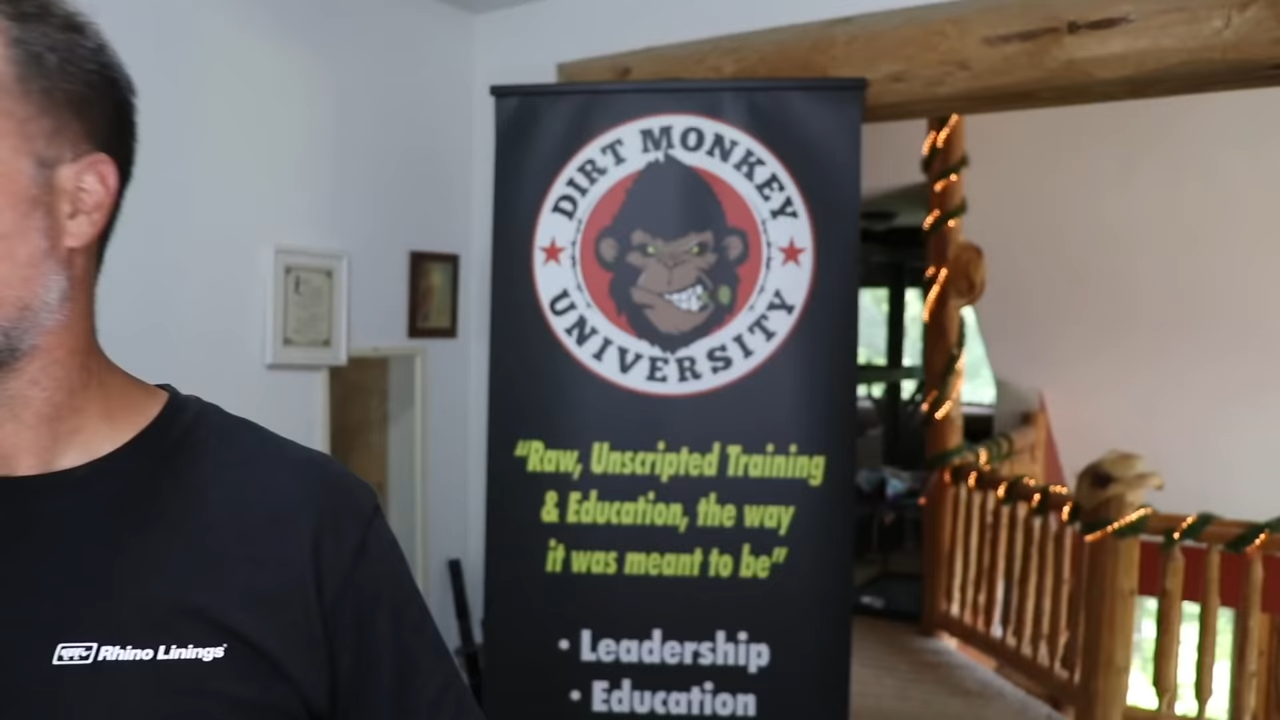 DIRT MONKEY
UNIVERSITY
“Raw, Unscripted Training
& Education, the way
it was meant to be”
• Leadership
• Education
Rhino Linings